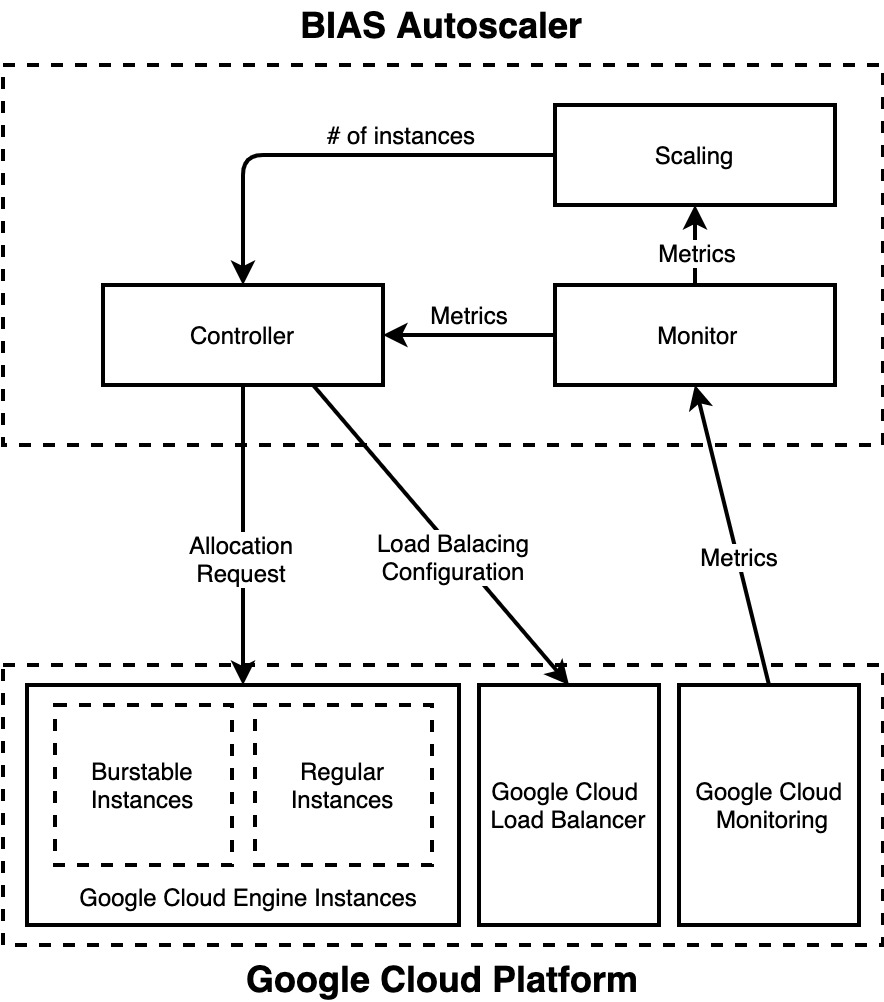 BIAS Autoscaler
# of instances
Scaling
Metrics
Controller
Metrics
Monitor
Allocation
Request
Load Balacing
Configuration
Metrics
Burstable
Instances
Regular
Instances
Google Cloud Engine Instances
Google Cloud
Load Balancer
Google Cloud
Monitoring
Google Cloud Platform